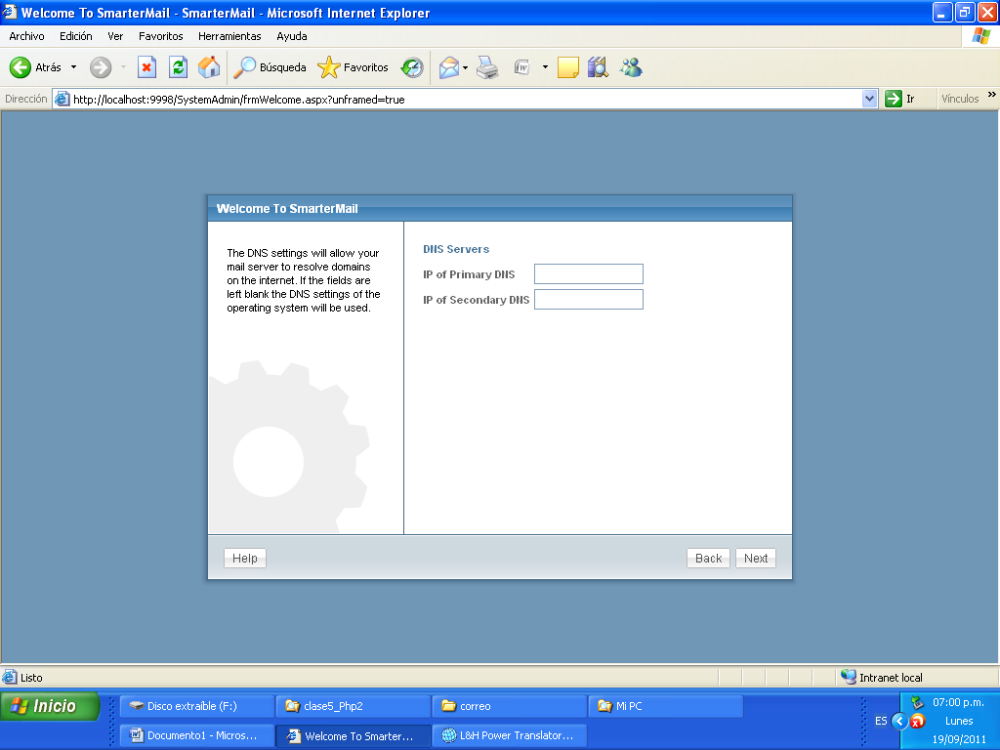 Welcome To SmarterMail - SmarterMail - Microsoft Internet Explorer
Archivo Edición Ver Favoritos Herramientas Ayuda
Atrás Búsqueda Favoritos
Dirección http://localhost:9998/SystemAdmin/frmWelcome.aspx?unframed=true Ir Vínculos »
Welcome To SmarterMail
The DNS settings will allow your
mail server to resolve domains
on the internet. If the fields are
left blank the DNS settings of the
operating system will be used.
DNS Servers
IP of Primary DNS
IP of Secondary DNS
Help Back Next
Listo Intranet local
Inicio Disco extraíble (F:) clase5_Php2 correo Mi PC 07:00 p.m.
ES Lunes
Documento1 - Micros... Welcome To Smarter... L&H Power Translator... 19/09/2011